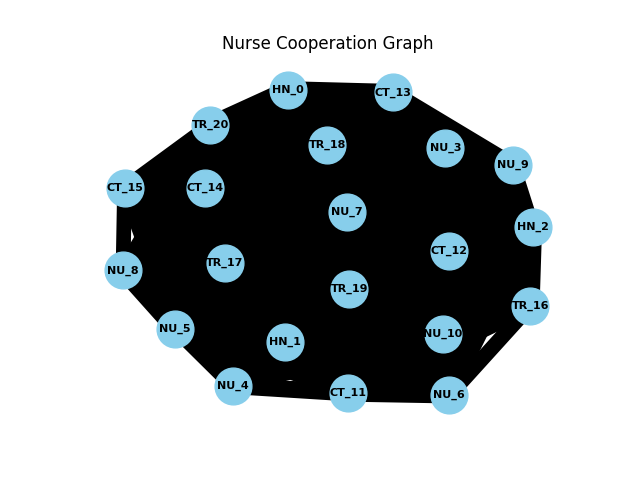 Nurse Cooperation Graph
HN_0
CT_13
TR_20
TR_18
NU_3
NU_9
CT_15
CT_14
NU_7
HN_2
CT_12
TR_17
NU_8
TR_19
TR_16
NU_5
NU_10
HN_1
NU_4
CT_11
NU_6